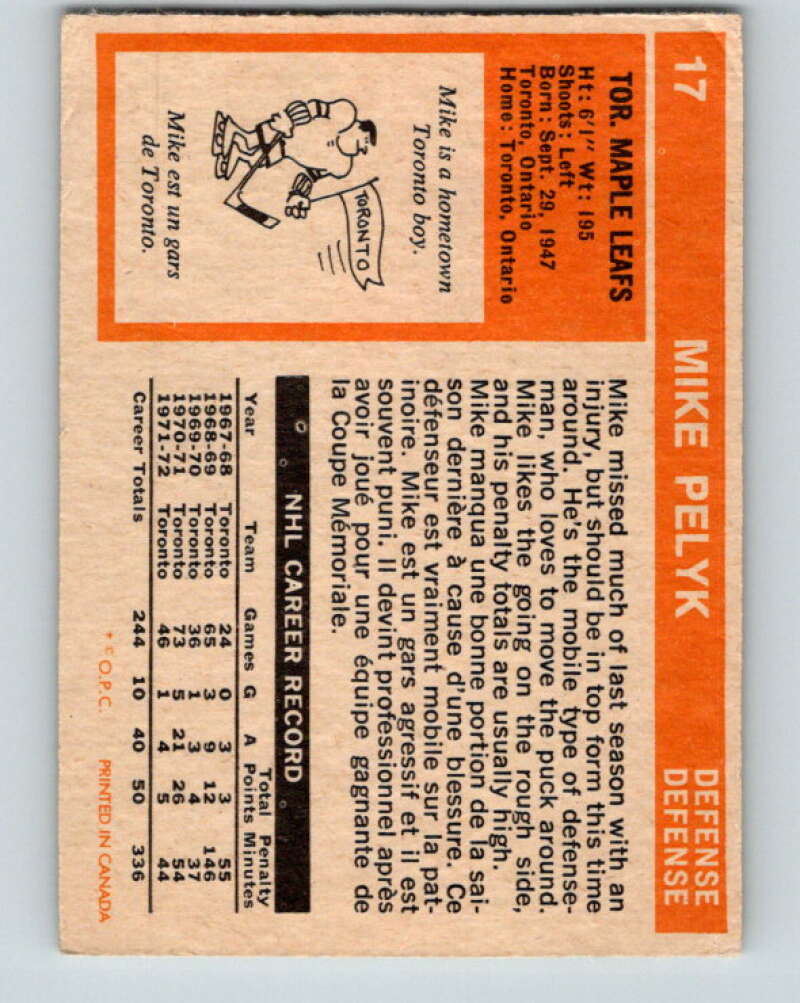 17 MIKE PELYK DEFENSE
DEFENSE
TOR. MAPLE LEAFS
Ht: 6'1" Wt: 195
Shoots: Left
Born: Sept. 29, 1947
Toronto, Ontario
Home: Toronto, Ontario
Mike is a hometown
Toronto boy.
TORONTO
Mike est un gars
de Toronto.
Mike missed much of last season with an
injury, but should be in top form this time
around. He's the mobile type of defense-
man, who loves to move the puck around.
Mike likes the going on the rough side,
and his penalty totals are usually high.
Mike manqua une bonne portion de la sai-
son dernière à cause d'une blessure. Ce
défenseur est vraiment mobile sur la pat-
inoire. Mike est un gars agressif et il est
souvent puni. Il devint professionnel après
avoir joué pour une équipe gagnante de
la Coupe Mémoriale.
NHL CAREER RECORD
Total Penalty
Year Team Games G A Points Minutes
1967-68 Toronto 24 0 3 3 55
1968-69 Toronto 65 3 9 12 146
1969-70 Toronto 36 1 3 4 37
1970-71 Toronto 73 5 21 26 54
1971-72 Toronto 46 1 4 5 44
Career Totals 244 10 40 50 336
* © O.P.C. PRINTED IN CANADA